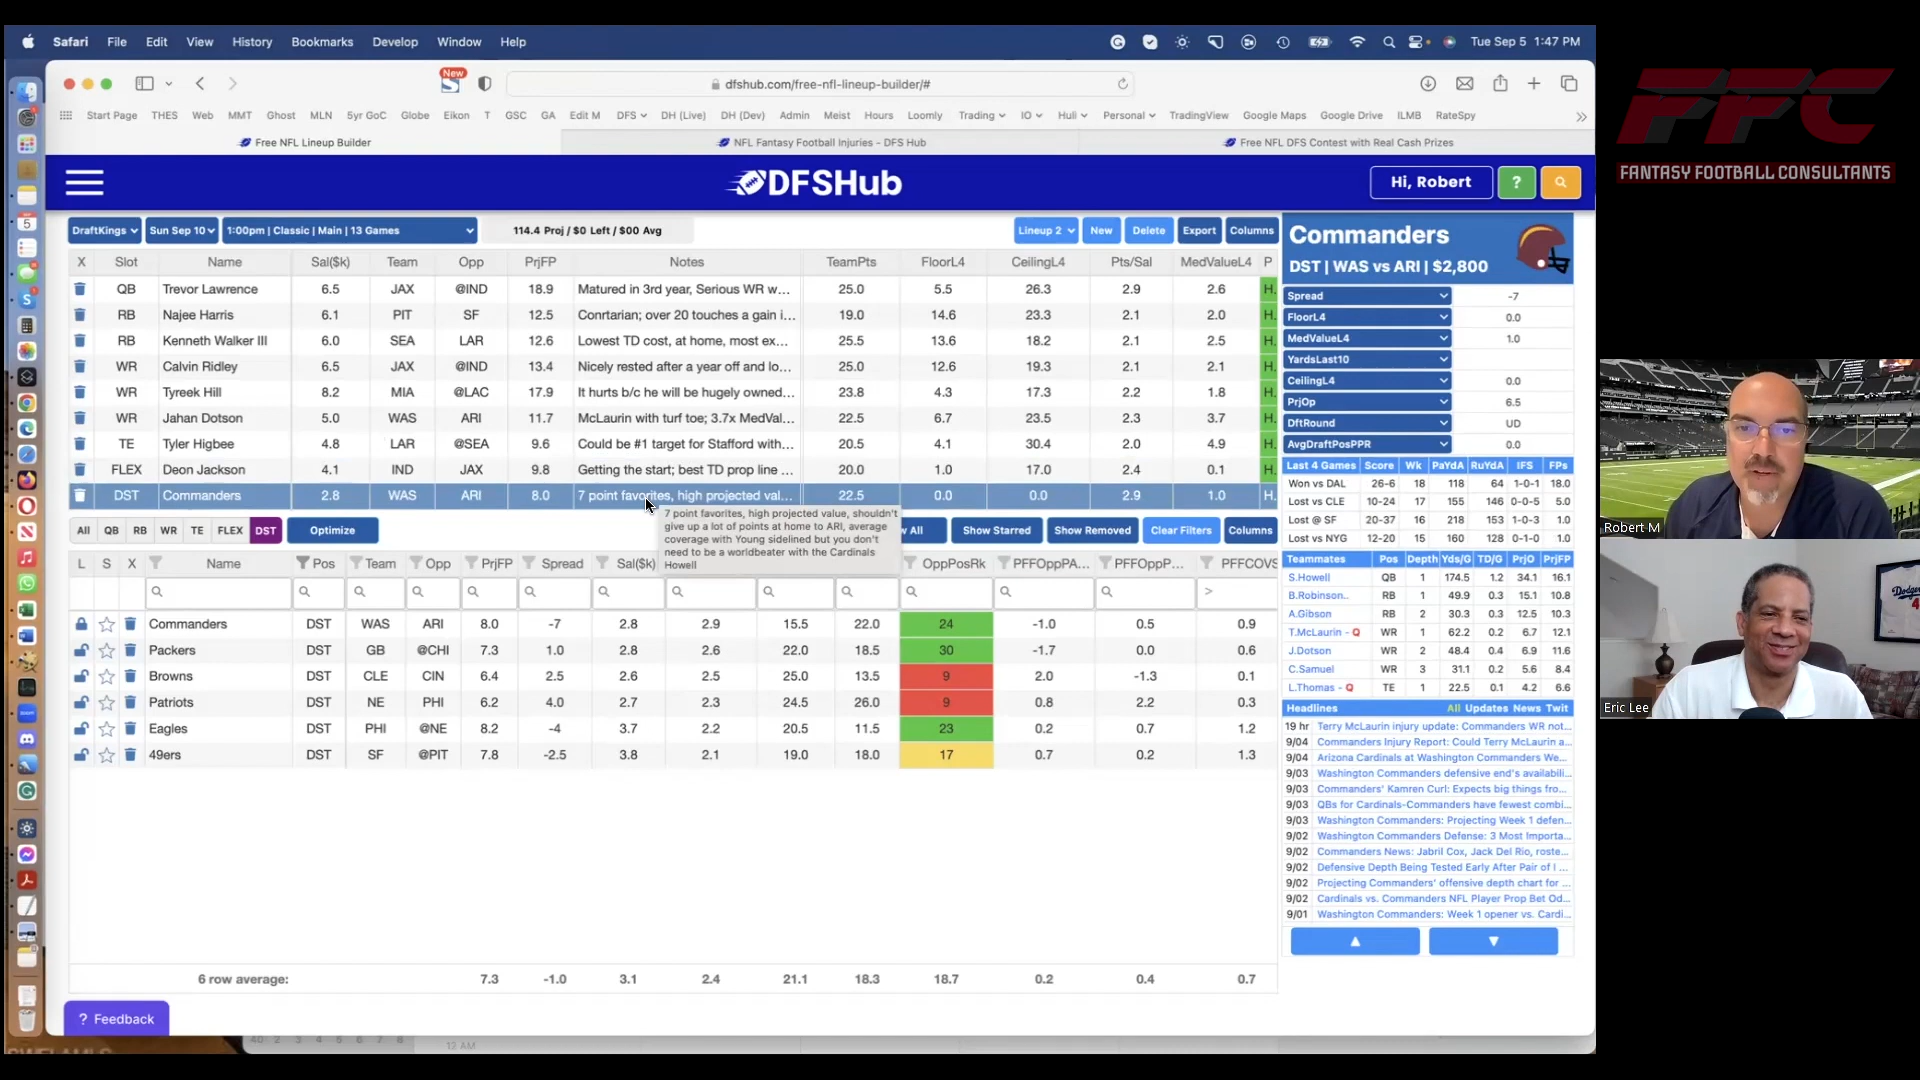 Safari File Edit View History Bookmarks Develop Window Help Tue Sep 5 1:47 PM
New dfshub.com/free-nfl-lineup-builder/#
Start Page THES Web MMT Ghost MLN 5yr GoC Globe Eikon T GSC GA Edit M DFS DH (Live) DH (Dev) Admin Meist Hours Loomly Trading IO Huli Personal TradingView Google Maps Google Drive ILMB RateSpy
Free NFL Lineup Builder NFL Fantasy Football Injuries - DFS Hub Free NFL DFS Contest with Real Cash Prizes
DFSHub Hi, Robert ?
DraftKings Sun Sep 10 1:00pm | Classic | Main | 13 Games 114.4 Proj / $0 Left / $00 Avg Lineup 2 New Delete Export Columns
X Slot Name Sal($k) Team Opp PrjFP Notes TeamPts FloorL4 CeilingL4 Pts/Sal MedValueL4 P
QB Trevor Lawrence 6.5 JAX @IND 18.9 Matured in 3rd year, Serious WR w... 25.0 5.5 26.3 2.9 2.6 H.
RB Najee Harris 6.1 PIT SF 12.5 Conrtarian; over 20 touches a gain i... 19.0 14.6 23.3 2.1 2.0 H.
RB Kenneth Walker III 6.0 SEA LAR 12.6 Lowest TD cost, at home, most ex... 25.5 13.6 18.2 2.1 2.5 H.
WR Calvin Ridley 6.5 JAX @IND 13.4 Nicely rested after a year off and lo... 25.0 12.6 19.3 2.1 2.1 H.
WR Tyreek Hill 8.2 MIA @LAC 17.9 It hurts b/c he will be hugely owned... 23.8 4.3 17.3 2.2 1.8 H.
WR Jahan Dotson 5.0 WAS ARI 11.7 McLaurin with turf toe; 3.7x MedVal... 22.5 6.7 23.5 2.3 3.7 H.
TE Tyler Higbee 4.8 LAR @SEA 9.6 Could be #1 target for Stafford with... 20.5 4.1 30.4 2.0 4.9 H.
FLEX Deon Jackson 4.1 IND JAX 9.8 Getting the start; best TD prop line ... 20.0 1.0 17.0 2.4 0.1 H.
DST Commanders 2.8 WAS ARI 8.0 7 point favorites, high projected val... 22.5 0.0 0.0 2.9 1.0 H.
7 point favorites, high projected value, shouldn't
give up a lot of points at home to ARI, average
coverage with Young sidelined but you don't
need to be a worldbeater with the Cardinals
Howell
All QB RB WR TE FLEX DST Optimize w All Show Starred Show Removed Clear Filters Columns
L S X Name Pos Team Opp PrjFP Spread Sal($k) OppPosRk PFFOppPA... PFFOppP... PFFCOVS
>
Commanders DST WAS ARI 8.0 -7 2.8 2.9 15.5 22.0 24 -1.0 0.5 0.9
Packers DST GB @CHI 7.3 1.0 2.8 2.6 22.0 18.5 30 -1.7 0.0 0.6
Browns DST CLE CIN 6.4 2.5 2.6 2.5 25.0 13.5 9 2.0 -1.3 0.1
Patriots DST NE PHI 6.2 4.0 2.7 2.3 24.5 26.0 9 0.8 2.2 0.3
Eagles DST PHI @NE 8.2 -4 3.7 2.2 20.5 11.5 23 0.2 0.7 1.2
49ers DST SF @PIT 7.8 -2.5 3.8 2.1 19.0 18.0 17 0.7 0.2 1.3
6 row average: 7.3 -1.0 3.1 2.4 21.1 18.3 18.7 0.2 0.4 0.7
? Feedback
12 AM
Commanders
DST | WAS vs ARI | $2,800
Spread -7
FloorL4 0.0
MedValueL4 1.0
YardsLast10
CeilingL4 0.0
PrjOp 6.5
DftRound UD
AvgDraftPosPPR 0.0
Last 4 Games Score Wk PaYdA RuYdA IFS FPs
Won vs DAL 26-6 18 118 64 1-0-1 18.0
Lost vs CLE 10-24 17 155 146 0-0-5 5.0
Lost @ SF 20-37 16 218 153 1-0-3 1.0
Lost vs NYG 12-20 15 160 128 0-1-0 1.0
Teammates Pos Depth Yds/G TD/G PrjO PrjFP
S.Howell QB 1 174.5 1.2 34.1 16.1
B.Robinson.. RB 1 49.9 0.3 15.1 10.8
A.Gibson RB 2 30.3 0.3 12.5 10.3
T.McLaurin - Q WR 1 62.2 0.2 6.7 12.1
J.Dotson WR 2 48.4 0.4 6.9 11.6
C.Samuel WR 3 31.1 0.2 5.6 8.4
L.Thomas - Q TE 1 22.5 0.1 4.2 6.6
Headlines All Updates News Twit
19 hr Terry McLaurin injury update: Commanders WR not...
9/04 Commanders Injury Report: Could Terry McLaurin a...
9/04 Arizona Cardinals at Washington Commanders We...
9/03 Washington Commanders defensive end's availabili...
9/03 Commanders' Kamren Curl: Expects big things fro...
9/03 QBs for Cardinals-Commanders have fewest combi...
9/03 Washington Commanders: Projecting Week 1 defen...
9/02 Washington Commanders Defense: 3 Most Importa...
9/02 Commanders News: Jabril Cox, Jack Del Rio, roste...
9/02 Defensive Depth Being Tested Early After Pair of I ...
9/02 Projecting Commanders' offensive depth chart for ...
9/02 Cardinals vs. Commanders NFL Player Prop Bet Od...
9/01 Washington Commanders: Week 1 opener vs. Cardi...
FFC
FANTASY FOOTBALL CONSULTANTS
Robert M
Dodgers
Eric Lee